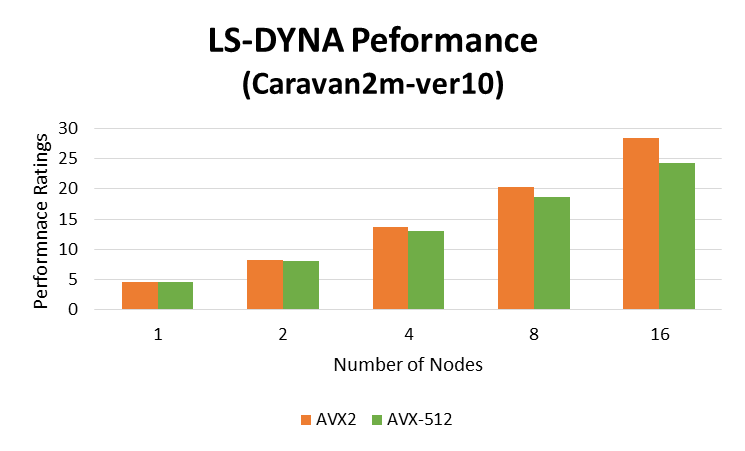 LS-DYNA Peformance
(Caravan2m-ver10)
Performnace Ratings
30
25
20
15
10
5
0
1 2 4 8 16
Number of Nodes
AVX2 AVX-512